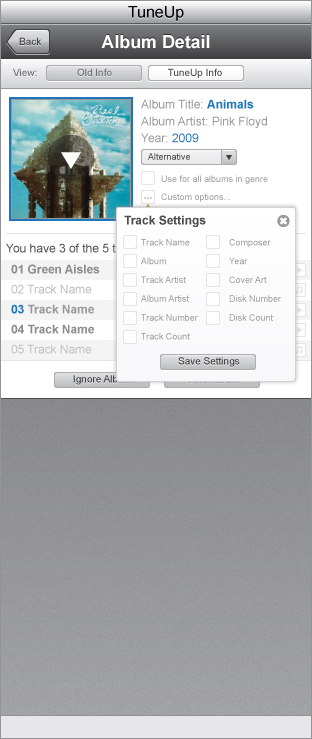 TuneUp
Back
Album Detail
View:
Old Info
TuneUp Info
Real Estate
Album Title: Animals
Album Artist: Pink Floyd
Year: 2009
Alternative
Use for all albums in genre
Custom options...
You have 3 of the 5 t
01 Green Aisles
02 Track Name
03 Track Name
04 Track Name
05 Track Name
Track Settings
Track Name
Composer
Album
Year
Track Artist
Cover Art
Album Artist
Disk Number
Track Number
Disk Count
Track Count
Save Settings
Ignore Alb